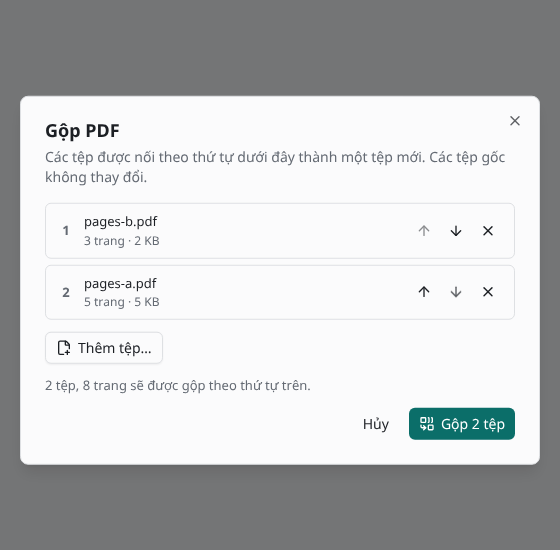 Gộp PDF
Các tệp được nối theo thứ tự dưới đây thành một tệp mới. Các tệp gốc
không thay đổi.
1
pages-b.pdf
3 trang · 2 KB
2
pages-a.pdf
5 trang · 5 KB
Thêm tệp...
2 tệp, 8 trang sẽ được gộp theo thứ tự trên.
Hủy
Gộp 2 tệp